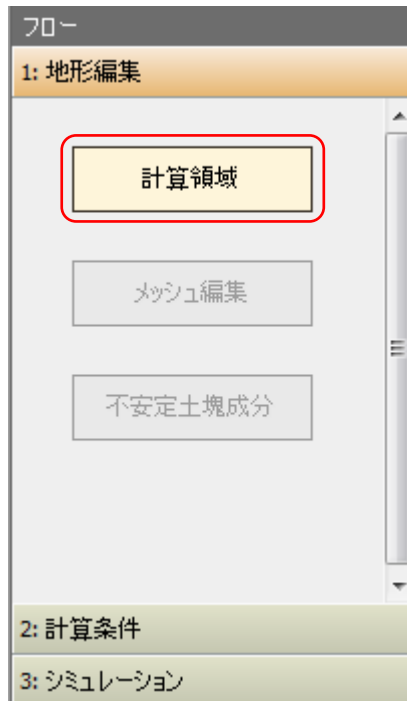 フロー
1: 地形編集
計算領域
メッシュ編集
不安定土塊成分
2: 計算条件
3: シミュレーション